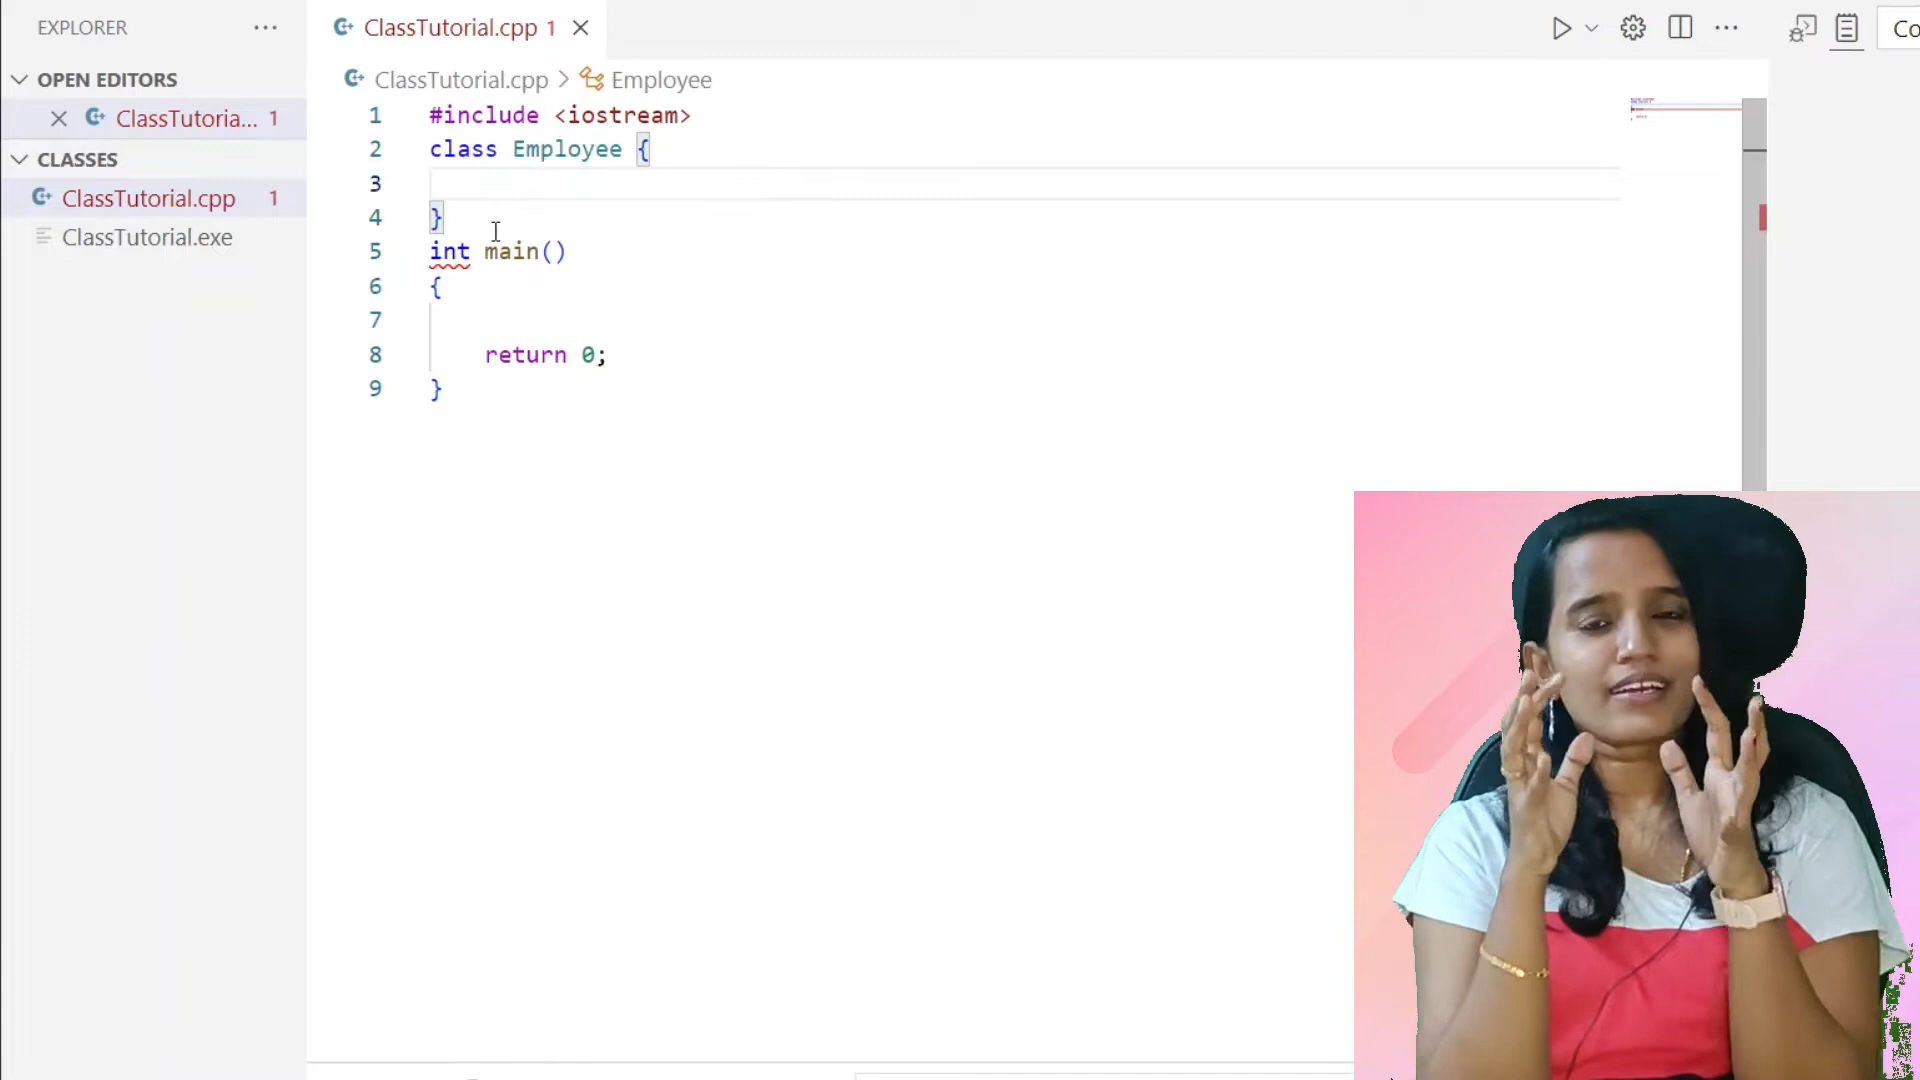 EXPLORER
ClassTutorial.cpp 1
Co
OPEN EDITORS
ClassTutorial.cpp > Employee
ClassTutoria... 1
CLASSES
ClassTutorial.cpp 1
ClassTutorial.exe
1 #include <iostream>
2 class Employee {
3
4 }
5 int main()
6 {
7
8 return 0;
9 }